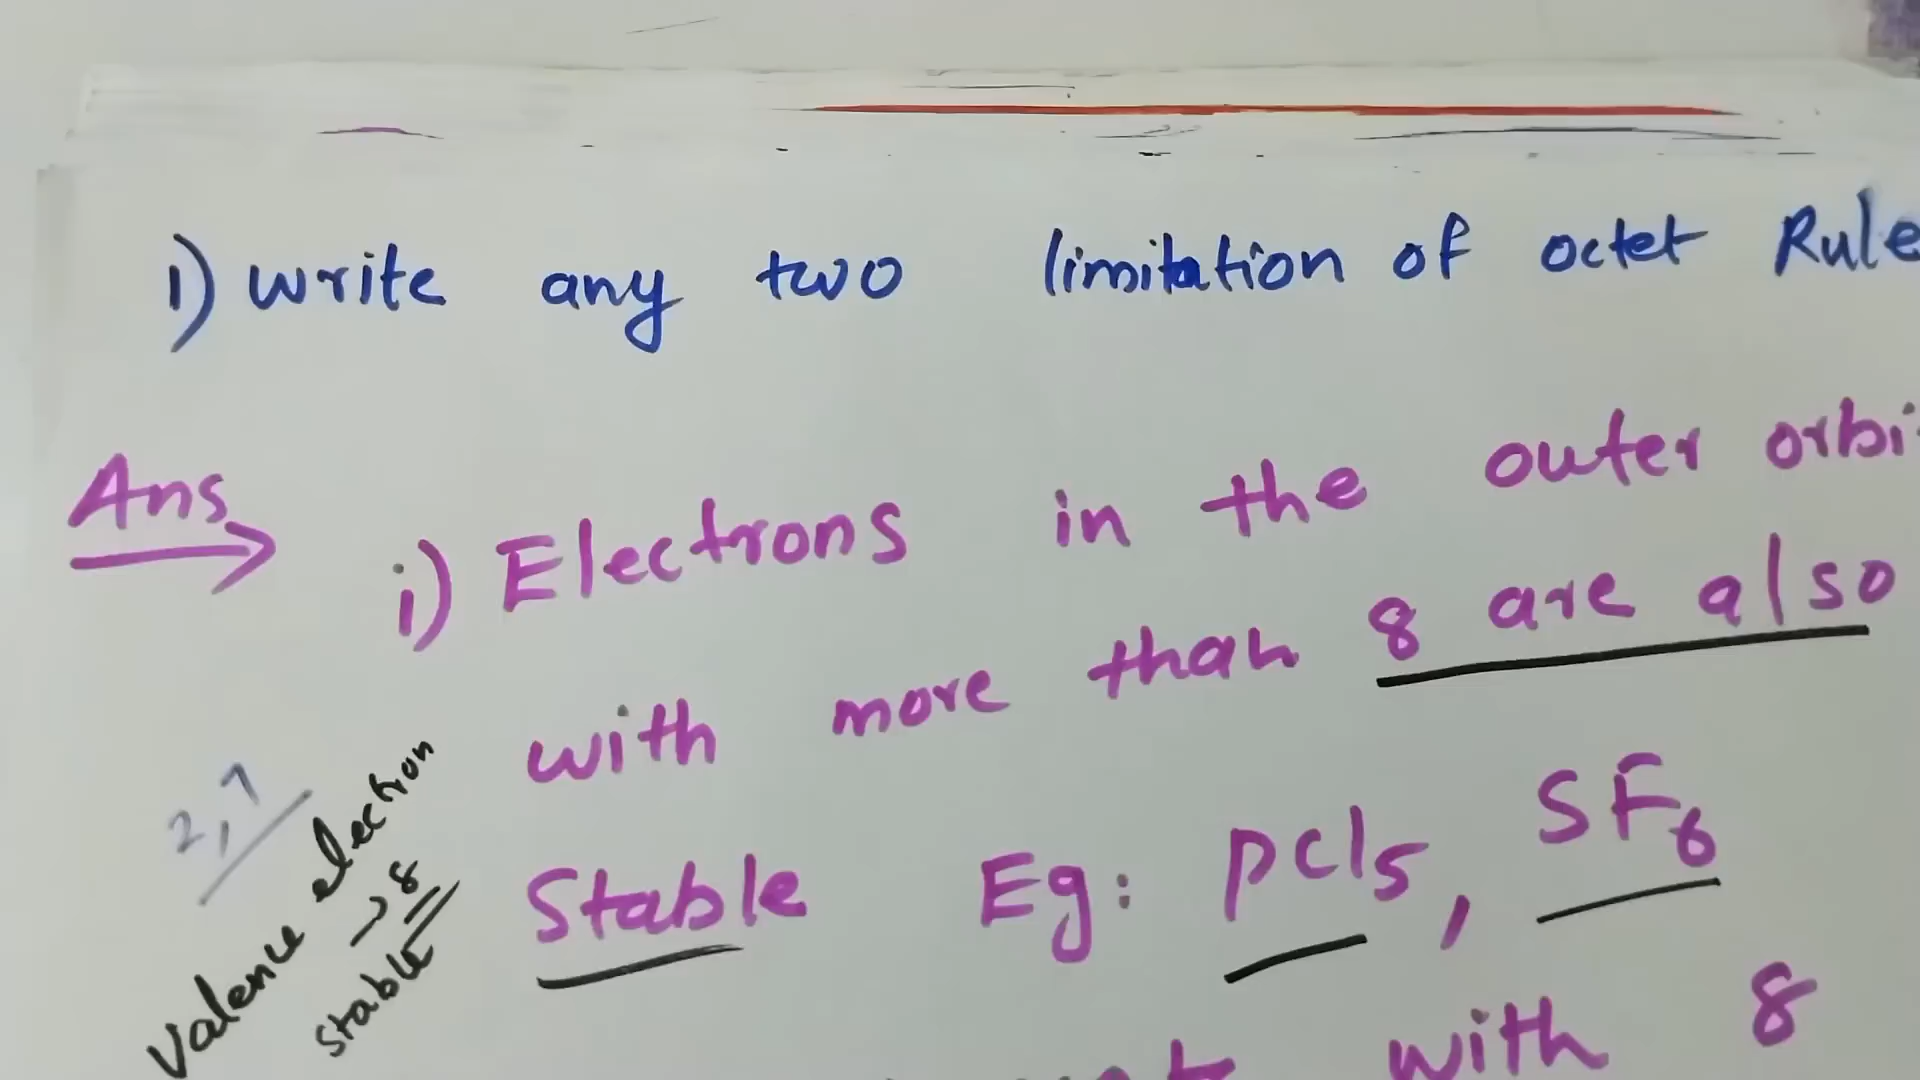 1) write any two limitation of octet Rule
Ans
i) Electrons in the outer
with more than 8 are also
Stable Eg: PCl5, SF6
with 8
2,7
Valence electron
→ 8
stable